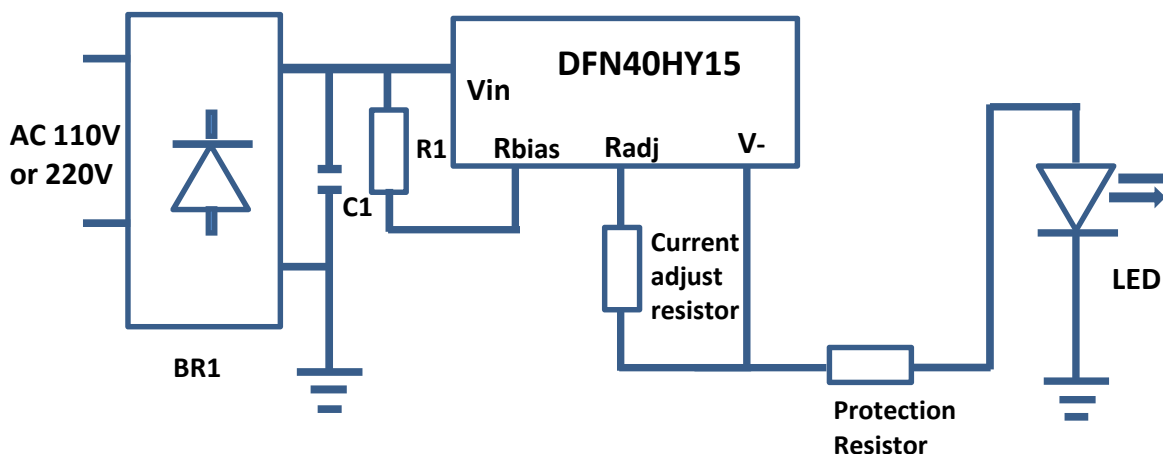 DFN40HY15
Vin
AC 110V
or 220V
R1
Rbias
Radj
V-
C1
Current
adjust
resistor
LED
BR1
Protection
Resistor